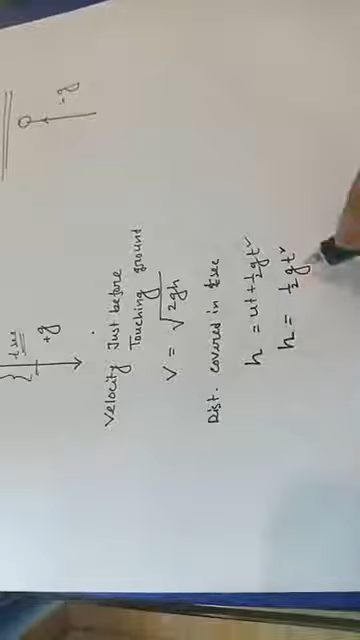 -g
t sec
+g
Velocity Just before
Touching ground
V = √2gh
Dist. covered in t sec
h = ut + ½gt²
h = ½gt²